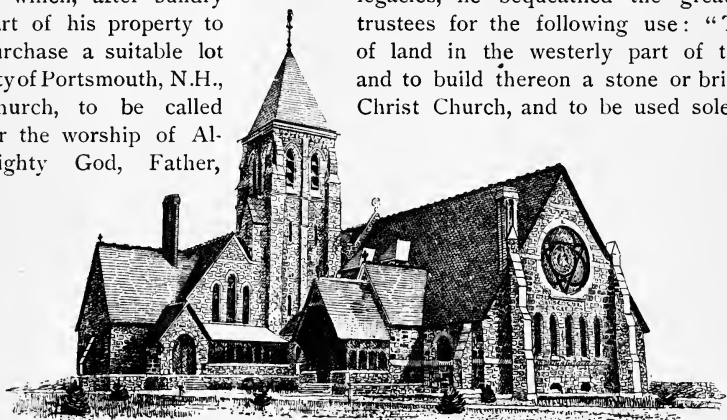 which, after sundry legacies, he bequeathed the great
art of his property to trustees for the following use: “T
urchase a suitable lot of land in the westerly part of t
ty of Portsmouth, N.H., and to build thereon a stone or bri
hurch, to be called Christ Church, and to be used sole
r the worship of Al-
ighty God, Father,